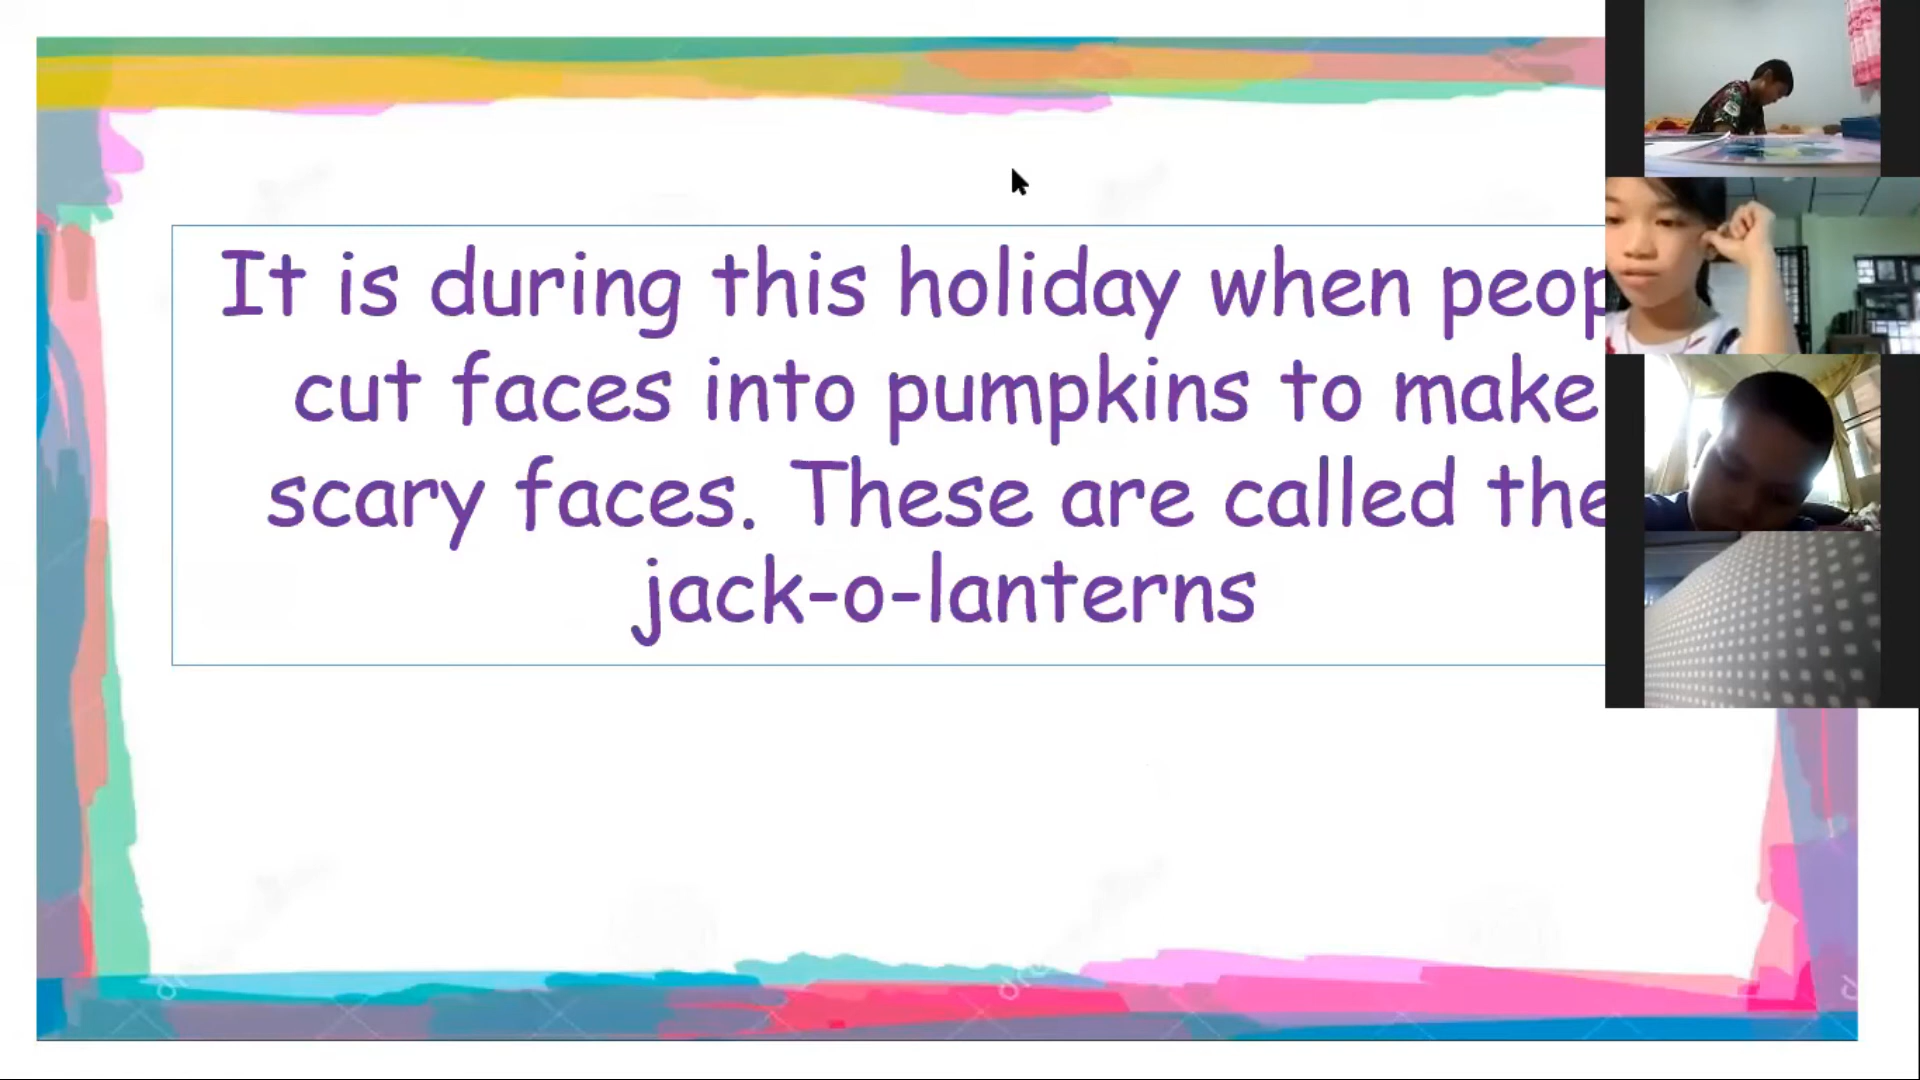 It is during this holiday when peop
cut faces into pumpkins to make
scary faces. These are called the
jack-o-lanterns